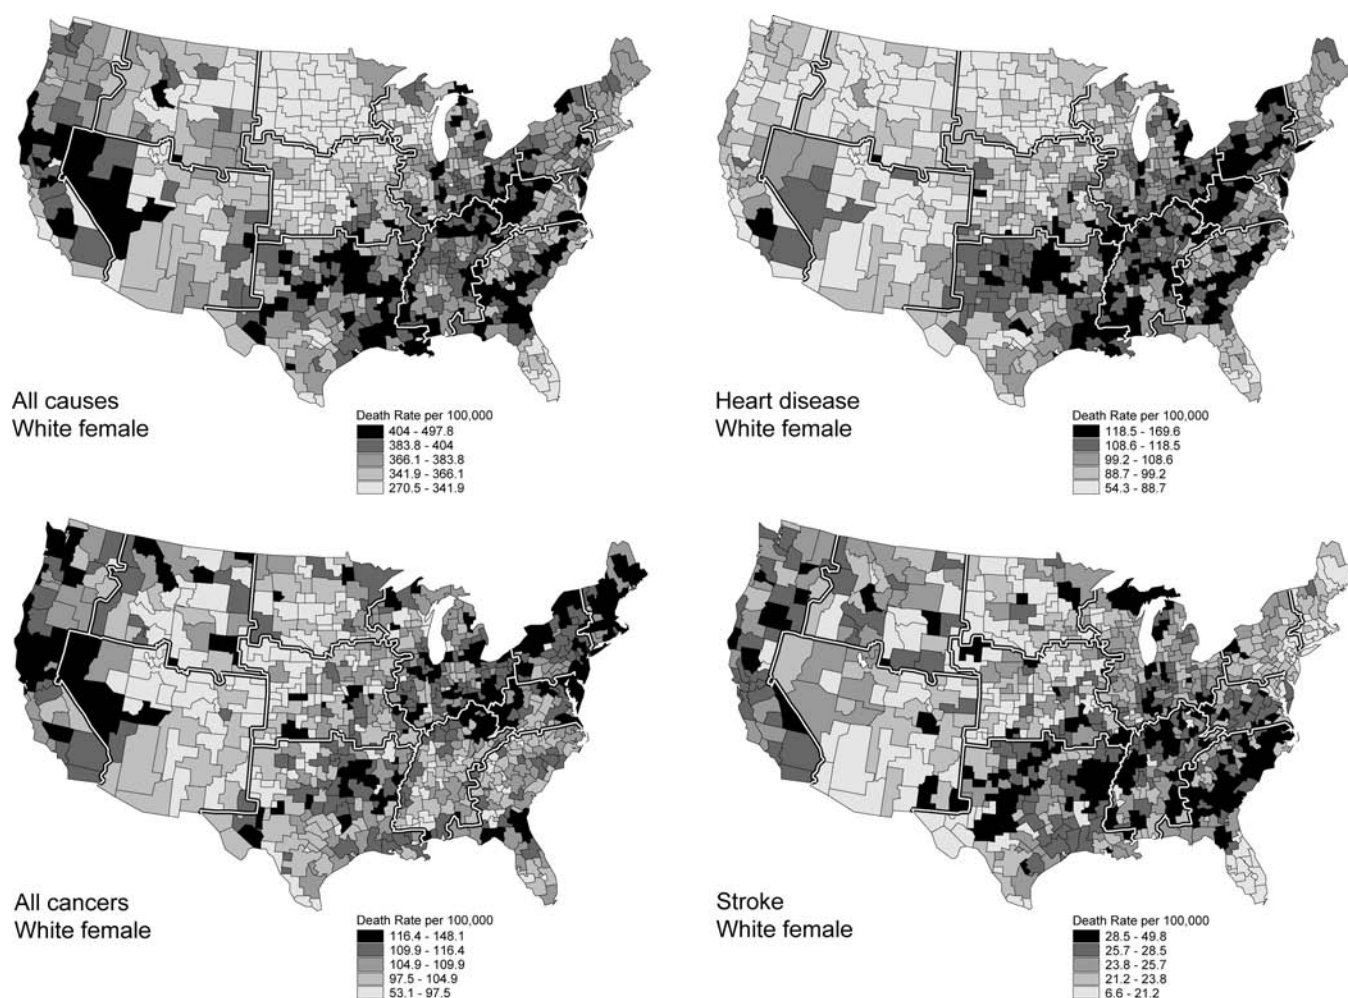 All causes
White female
Death Rate per 100,000
404 - 497.8
383.8 - 404
366.1 - 383.8
341.9 - 366.1
270.5 - 341.9
Heart disease
White female
Death Rate per 100,000
118.5 - 169.6
108.6 - 118.5
99.2 - 108.6
88.7 - 99.2
54.3 - 88.7
All cancers
White female
Death Rate per 100,000
116.4 - 148.1
109.9 - 116.4
104.9 - 109.9
97.5 - 104.9
53.1 - 97.5
Stroke
White female
Death Rate per 100,000
28.5 - 49.8
25.7 - 28.5
23.8 - 25.7
21.2 - 23.8
6.6 - 21.2